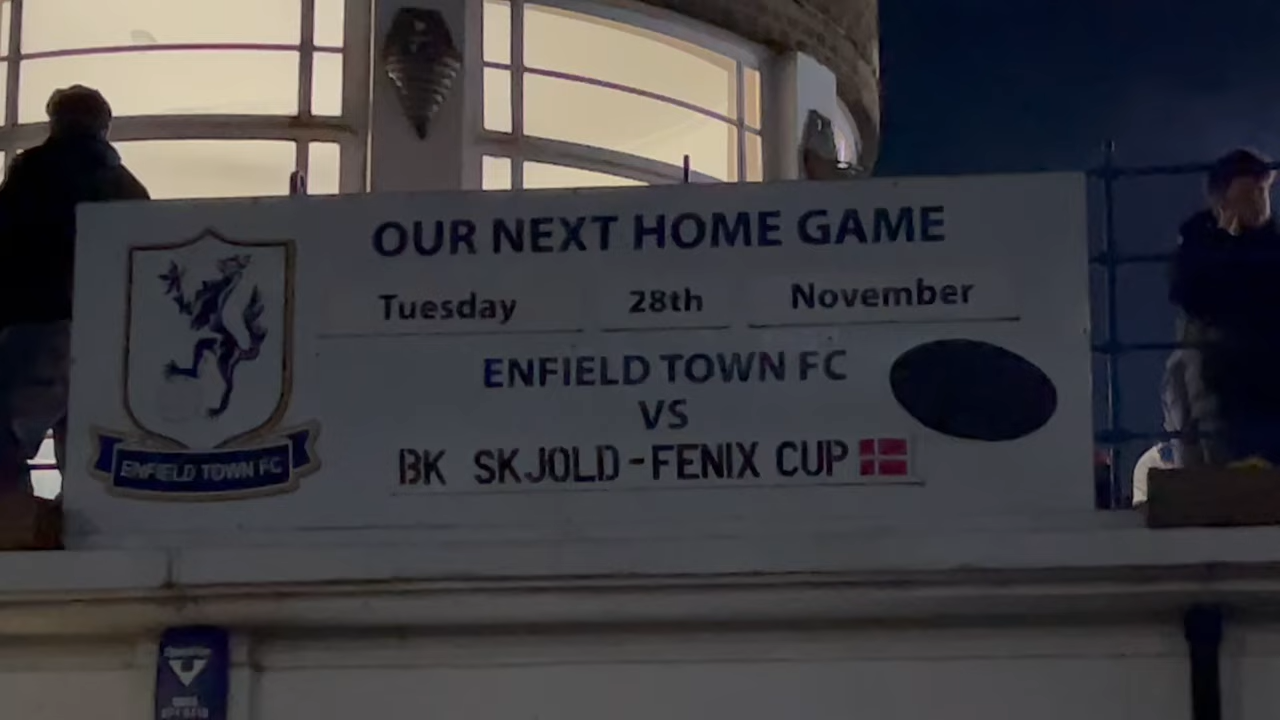 OUR NEXT HOME GAME
Tuesday 28th November
ENFIELD TOWN FC
VS
BK SKJOLD-FENIX CUP
ENFIELD TOWN FC